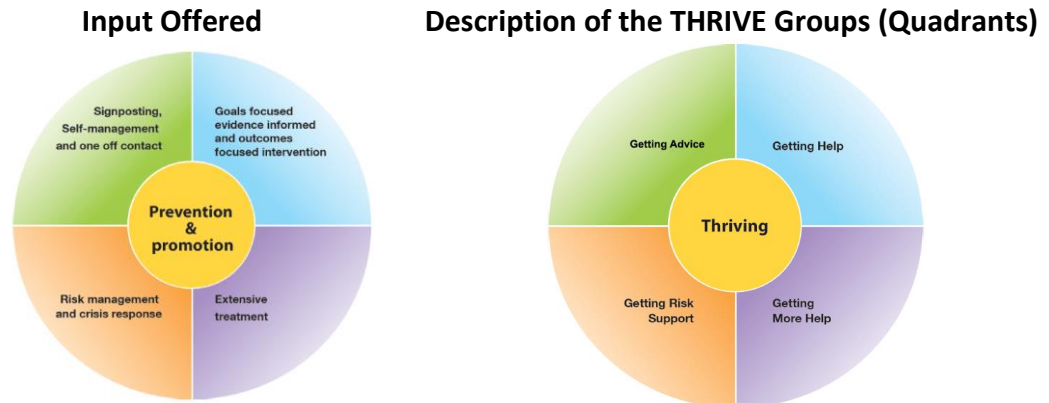 Input Offered
Description of the THRIVE Groups (Quadrants)
Signposting,
Self-management
and one off contact
Goals focused
evidence informed
and outcomes
focused intervention
Prevention
&
promotion
Risk management
and crisis response
Extensive
treatment
Getting Advice
Getting Help
Thriving
Getting Risk
Support
Getting
More Help